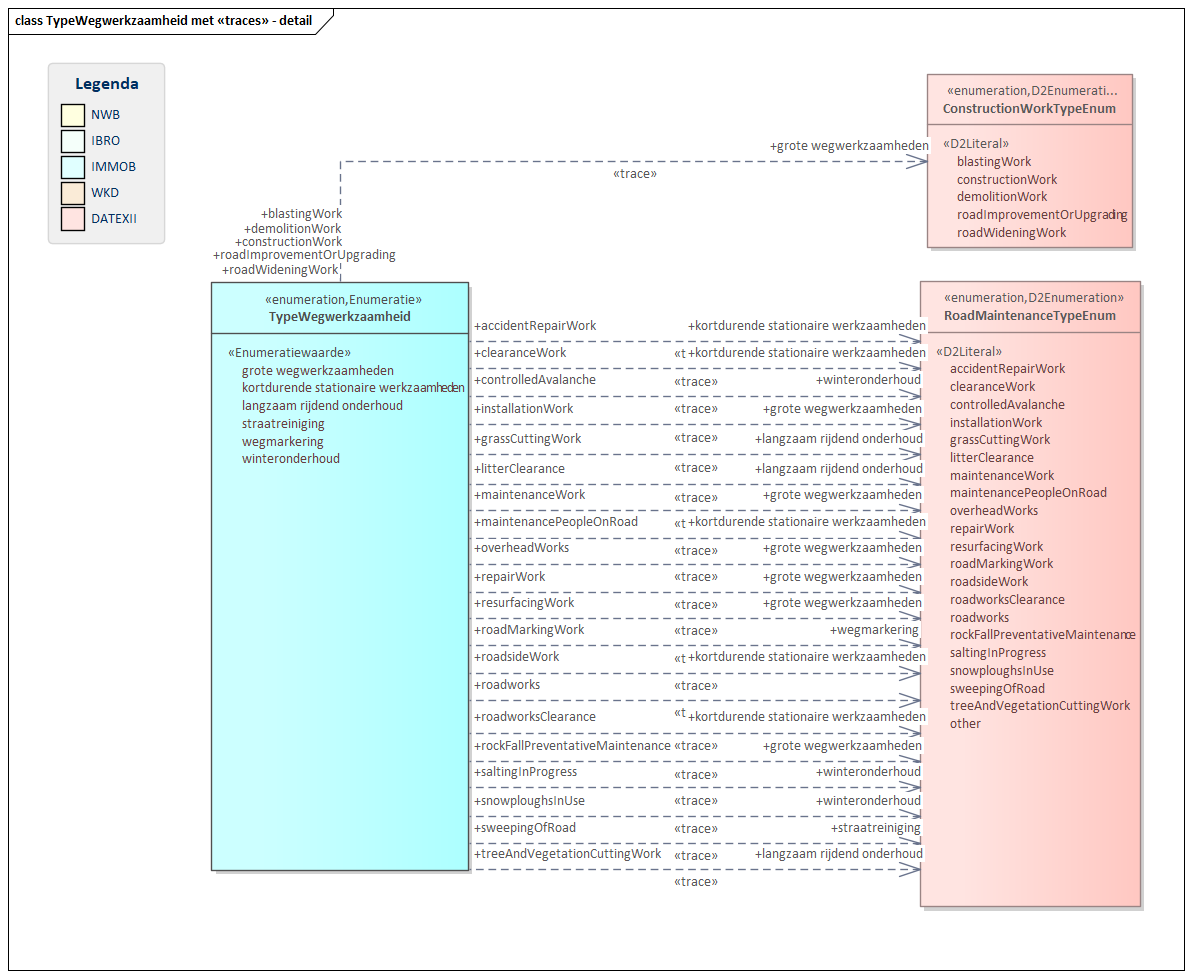 class TypeWegwerkzaamheid met «traces» - detail
Legenda
NWB
IBRO
IMMOB
WKD
DATEXII
«enumeration,D2Enumerati...
ConstructionWorkTypeEnum
«D2Literal»
blastingWork
constructionWork
demolitionWork
roadImprovementOrUpgrading
roadWideningWork
+grote wegwerkzaamheden
«trace»
+blastingWork
+demolitionWork
+constructionWork
+roadImprovementOrUpgrading
+roadWideningWork
«enumeration,Enumeratie»
TypeWegwerkzaamheid
«Enumeratiewaarde»
grote wegwerkzaamheden
kortdurende stationaire werkzaamheden
langzaam rijdend onderhoud
straatreiniging
wegmarkering
winteronderhoud
+accidentRepairWork +kortdurende stationaire werkzaamheden
+clearanceWork «t +kortdurende stationaire werkzaamheden
+controlledAvalanche «trace» +winteronderhoud
+installationWork «trace» +grote wegwerkzaamheden
+grassCuttingWork «trace» +langzaam rijdend onderhoud
+litterClearance «trace» +langzaam rijdend onderhoud
+maintenanceWork «trace» +grote wegwerkzaamheden
+maintenancePeopleOnRoad «t +kortdurende stationaire werkzaamheden
+overheadWorks «trace» +grote wegwerkzaamheden
+repairWork «trace» +grote wegwerkzaamheden
+resurfacingWork «trace» +grote wegwerkzaamheden
+roadMarkingWork «trace» +wegmarkering
+roadsideWork «t +kortdurende stationaire werkzaamheden
+roadworks «trace»
+roadworksClearance «t +kortdurende stationaire werkzaamheden
+rockFallPreventativeMaintenance «trace» +grote wegwerkzaamheden
+saltingInProgress «trace» +winteronderhoud
+snowploughsInUse «trace» +winteronderhoud
+sweepingOfRoad «trace» +straatreiniging
+treeAndVegetationCuttingWork «trace» +langzaam rijdend onderhoud
«trace»
«enumeration,D2Enumeration»
RoadMaintenanceTypeEnum
«D2Literal»
accidentRepairWork
clearanceWork
controlledAvalanche
installationWork
grassCuttingWork
litterClearance
maintenanceWork
maintenancePeopleOnRoad
overheadWorks
repairWork
resurfacingWork
roadMarkingWork
roadsideWork
roadworksClearance
roadworks
rockFallPreventativeMaintenance
saltingInProgress
snowploughsInUse
sweepingOfRoad
treeAndVegetationCuttingWork
other